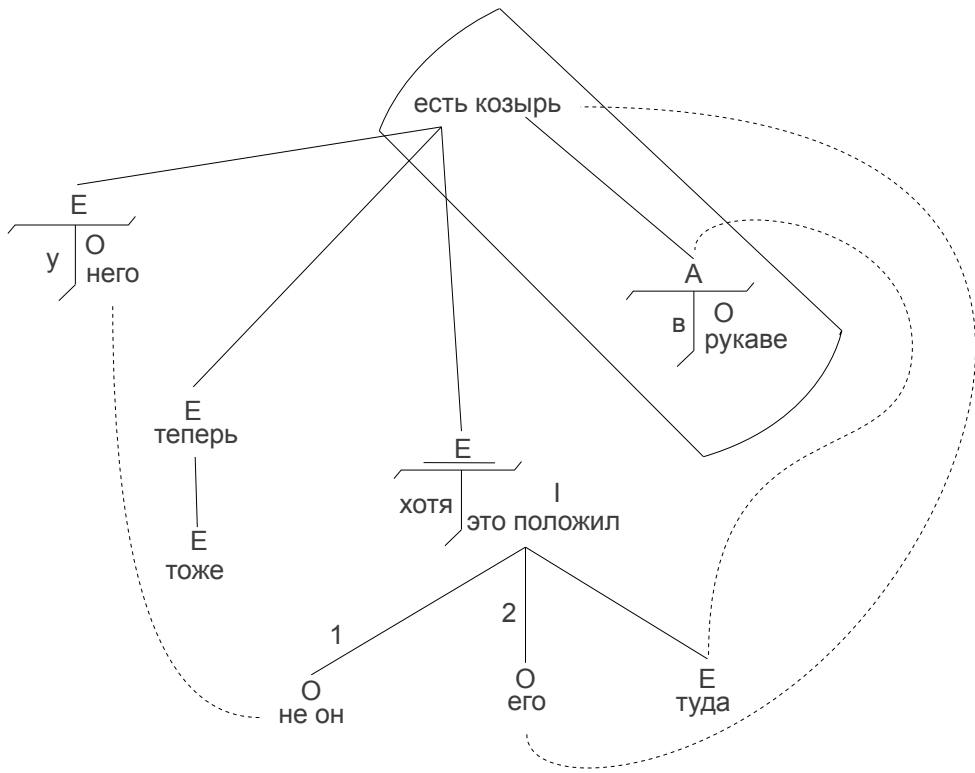 есть козырь
E
у O
него
A
в O
рукаве
E
теперь
E
хотя I
это положил
E
тоже
1 2
O
не он
O
его
E
туда